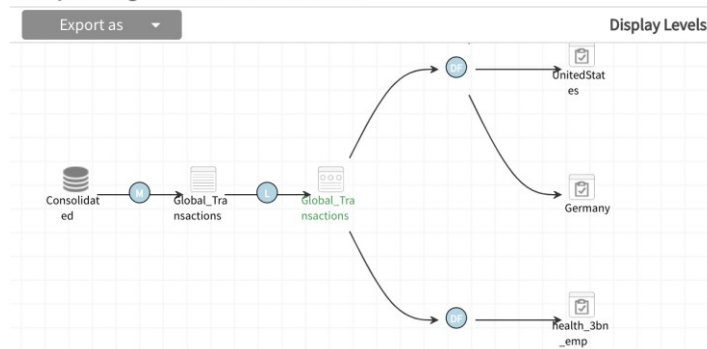 Export as
Display Levels
DF
UnitedStat
es
Consolidat
ed
M
Global_Tra
nsactions
L
Global_Tra
nsactions
Germany
DF
health_3bn
_emp